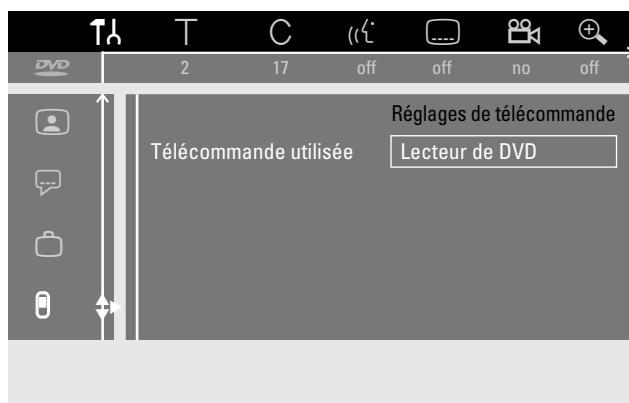 T C
DVD 2 17 off off no off
Réglages de télécommande
Télécommande utilisée Lecteur de DVD